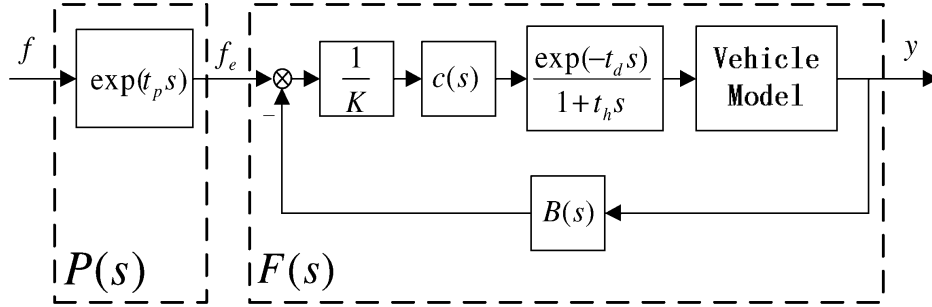 f
exp(t_p s)
f_e
−
1
K
c(s)
exp(−t_d s)
1+t_h s
Vehicle
Model
y
B(s)
P(s)
F(s)